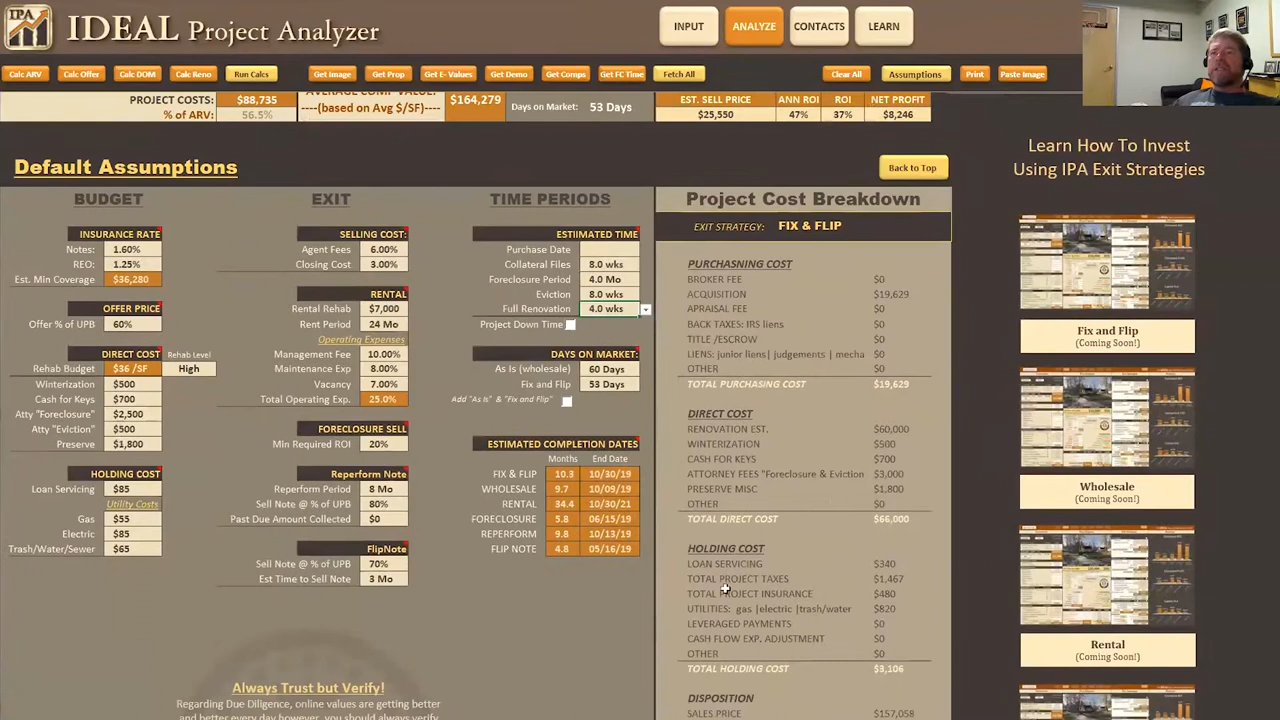 IPA IDEAL Project Analyzer
INPUT ANALYZE CONTACTS LEARN
Calc ARV Calc Offer Calc DOM Calc Reno Run Calcs Get Image Get Prop Get E- Values Get Demo Get Comps Get FC Time Fetch All Clear All Assumptions Print Paste Image
PROJECT COSTS: $88,735 AVERAGE COMP VALUE: $164,279 Days on Market: 53 Days EST. SELL PRICE ANN ROI ROI NET PROFIT
% of ARV: 56.5% ----(based on Avg $/SF)---- $25,550 47% 37% $8,246
Default Assumptions
Back to Top
BUDGET
INSURANCE RATE
Notes: 1.60%
REO: 1.25%
Est. Min Coverage $36,280
OFFER PRICE
Offer % of UPB 60%
DIRECT COST Rehab Level
Rehab Budget $36 /SF High
Winterization $500
Cash for Keys $700
Atty "Foreclosure" $2,500
Atty "Eviction" $500
Preserve $1,800
HOLDING COST
Loan Servicing $85
Utility Costs
Gas $55
Electric $85
Trash/Water/Sewer $65
EXIT
SELLING COST:
Agent Fees 6.00%
Closing Cost 3.00%
RENTAL
Rental Rehab $7,000
Rent Period 24 Mo
Operating Expenses
Management Fee 10.00%
Maintenance Exp 8.00%
Vacancy 7.00%
Total Operating Exp. 25.0%
FORECLOSURE SELL
Min Required ROI 20%
Reperform Note
Reperform Period 8 Mo
Sell Note @ % of UPB 80%
Past Due Amount Collected $0
FlipNote
Sell Note @ % of UPB 70%
Est Time to Sell Note 3 Mo
TIME PERIODS
ESTIIMATED TIME
Purchase Date
Collateral Files 8.0 wks
Foreclosure Period 4.0 Mo
Eviction 8.0 wks
Full Renovation 4.0 wks
Project Down Time
DAYS ON MARKET:
As Is (wholesale) 60 Days
Fix and Flip 53 Days
Add "As Is" & "Fix and Flip"
ESTIMATED COMPLETION DATES
Months End Date
FIX & FLIP 10.3 10/30/19
WHOLESALE 9.7 10/09/19
RENTAL 34.4 10/30/21
FORECLOSURE 5.8 06/15/19
REPERFORM 9.8 10/13/19
FLIP NOTE 4.8 05/16/19
Always Trust but Verify!
Regarding Due Diligence, online values are getting better
and better every day however, you should always verify
Project Cost Breakdown
EXIT STRATEGY: FIX & FLIP
PURCHASING COST
BROKER FEE $0
ACQUISITION $19,629
APRAISAL FEE $0
BACK TAXES: IRS liens $0
TITLE /ESCROW $0
LIENS: junior liens| judgements | mecha $0
OTHER $0
TOTAL PURCHASING COST $19,629
DIRECT COST
RENOVATION EST. $60,000
WINTERIZATION $500
CASH FOR KEYS $700
ATTORNEY FEES "Foreclosure & Eviction $3,000
PRESERVE MISC $1,800
OTHER $0
TOTAL DIRECT COST $66,000
HOLDING COST
LOAN SERVICING $340
TOTAL PROJECT TAXES $1,467
TOTAL PROJECT INSURANCE $480
UTILITIES: gas |electric |trash/water $820
LEVERAGED PAYMENTS $0
CASH FLOW EXP. ADJUSTMENT $0
OTHER $0
TOTAL HOLDING COST $3,106
DISPOSITION
SALES PRICE $157,058
Learn How To Invest
Using IPA Exit Strategies
Fix and Flip
(Coming Soon!)
Wholesale
(Coming Soon!)
Rental
(Coming Soon!)